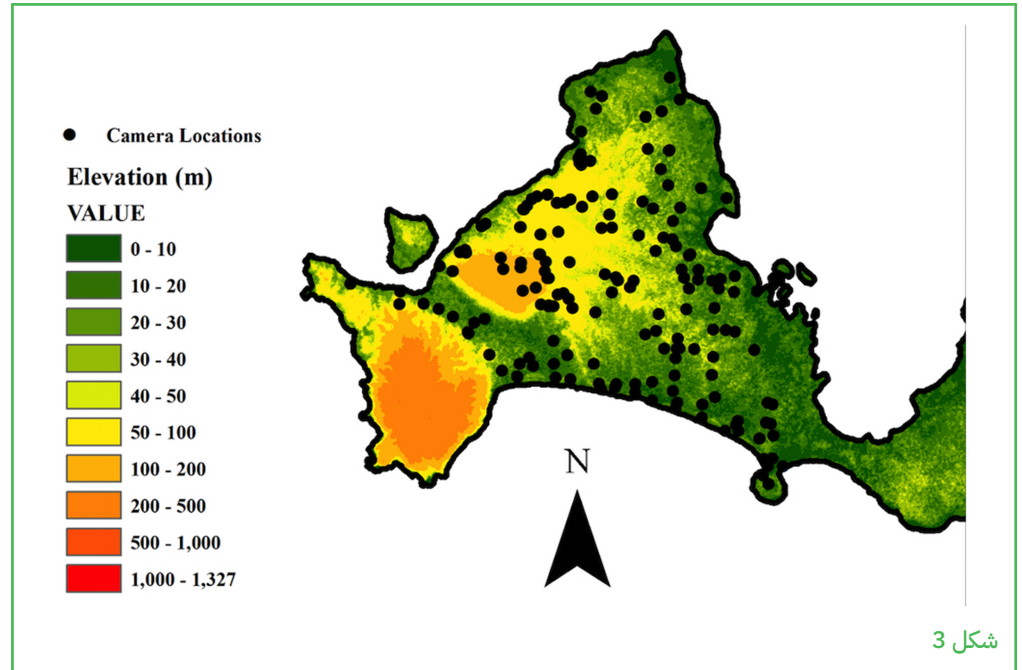 Camera Locations
Elevation (m)
VALUE
0 - 10
10 - 20
20 - 30
30 - 40
40 - 50
50 - 100
100 - 200
200 - 500
500 - 1,000
1,000 - 1,327
N
شكل 3